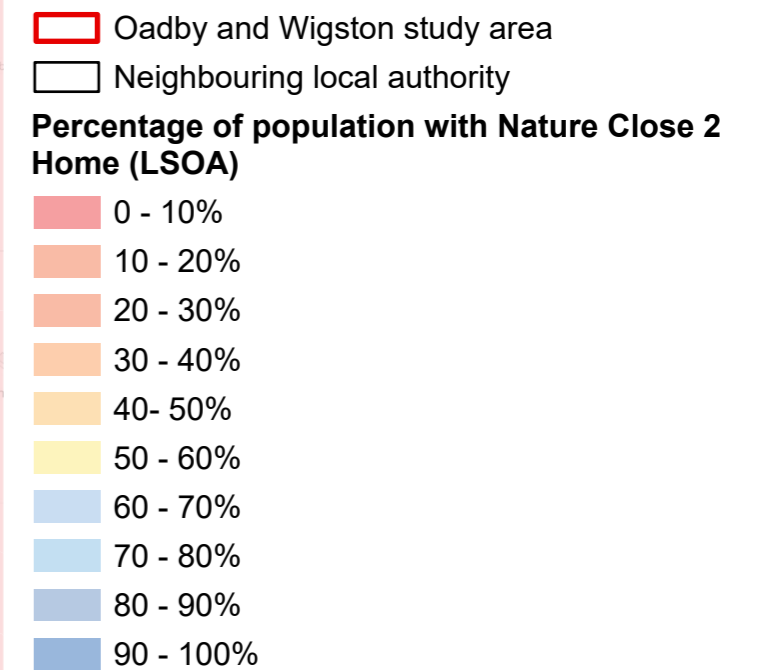 Oadby and Wigston study area
Neighbouring local authority
Percentage of population with Nature Close 2
Home (LSOA)
0 - 10%
10 - 20%
20 - 30%
30 - 40%
40- 50%
50 - 60%
60 - 70%
70 - 80%
80 - 90%
90 - 100%